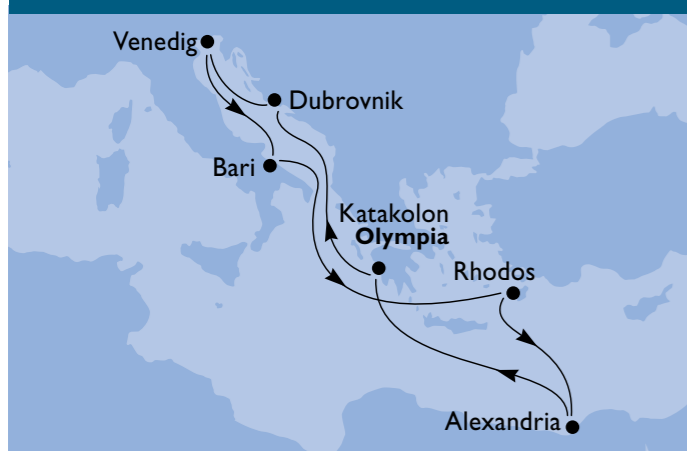 Venedig
Dubrovnik
Bari
Katakolon
Olympia
Rhodos
Alexandria